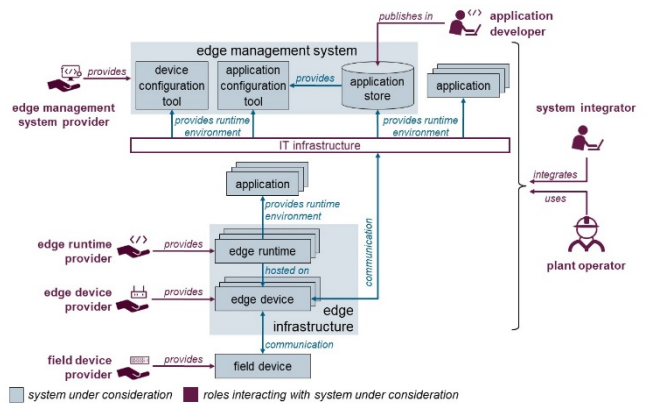 publishes in
application
developer
edge management system
provides
edge management
system provider
device
configuration
tool
application
configuration
tool
provides
application
store
application
system integrator
provides runtime
environment
provides runtime
environment
IT infrastructure
application
provides runtime
environment
communication
integrates
uses
plant operator
edge runtime
provider
provides
edge runtime
hosted on
edge device
provider
provides
edge device
edge
infrastructure
communication
field device
provider
provides
field device
system under consideration
roles interacting with system under consideration